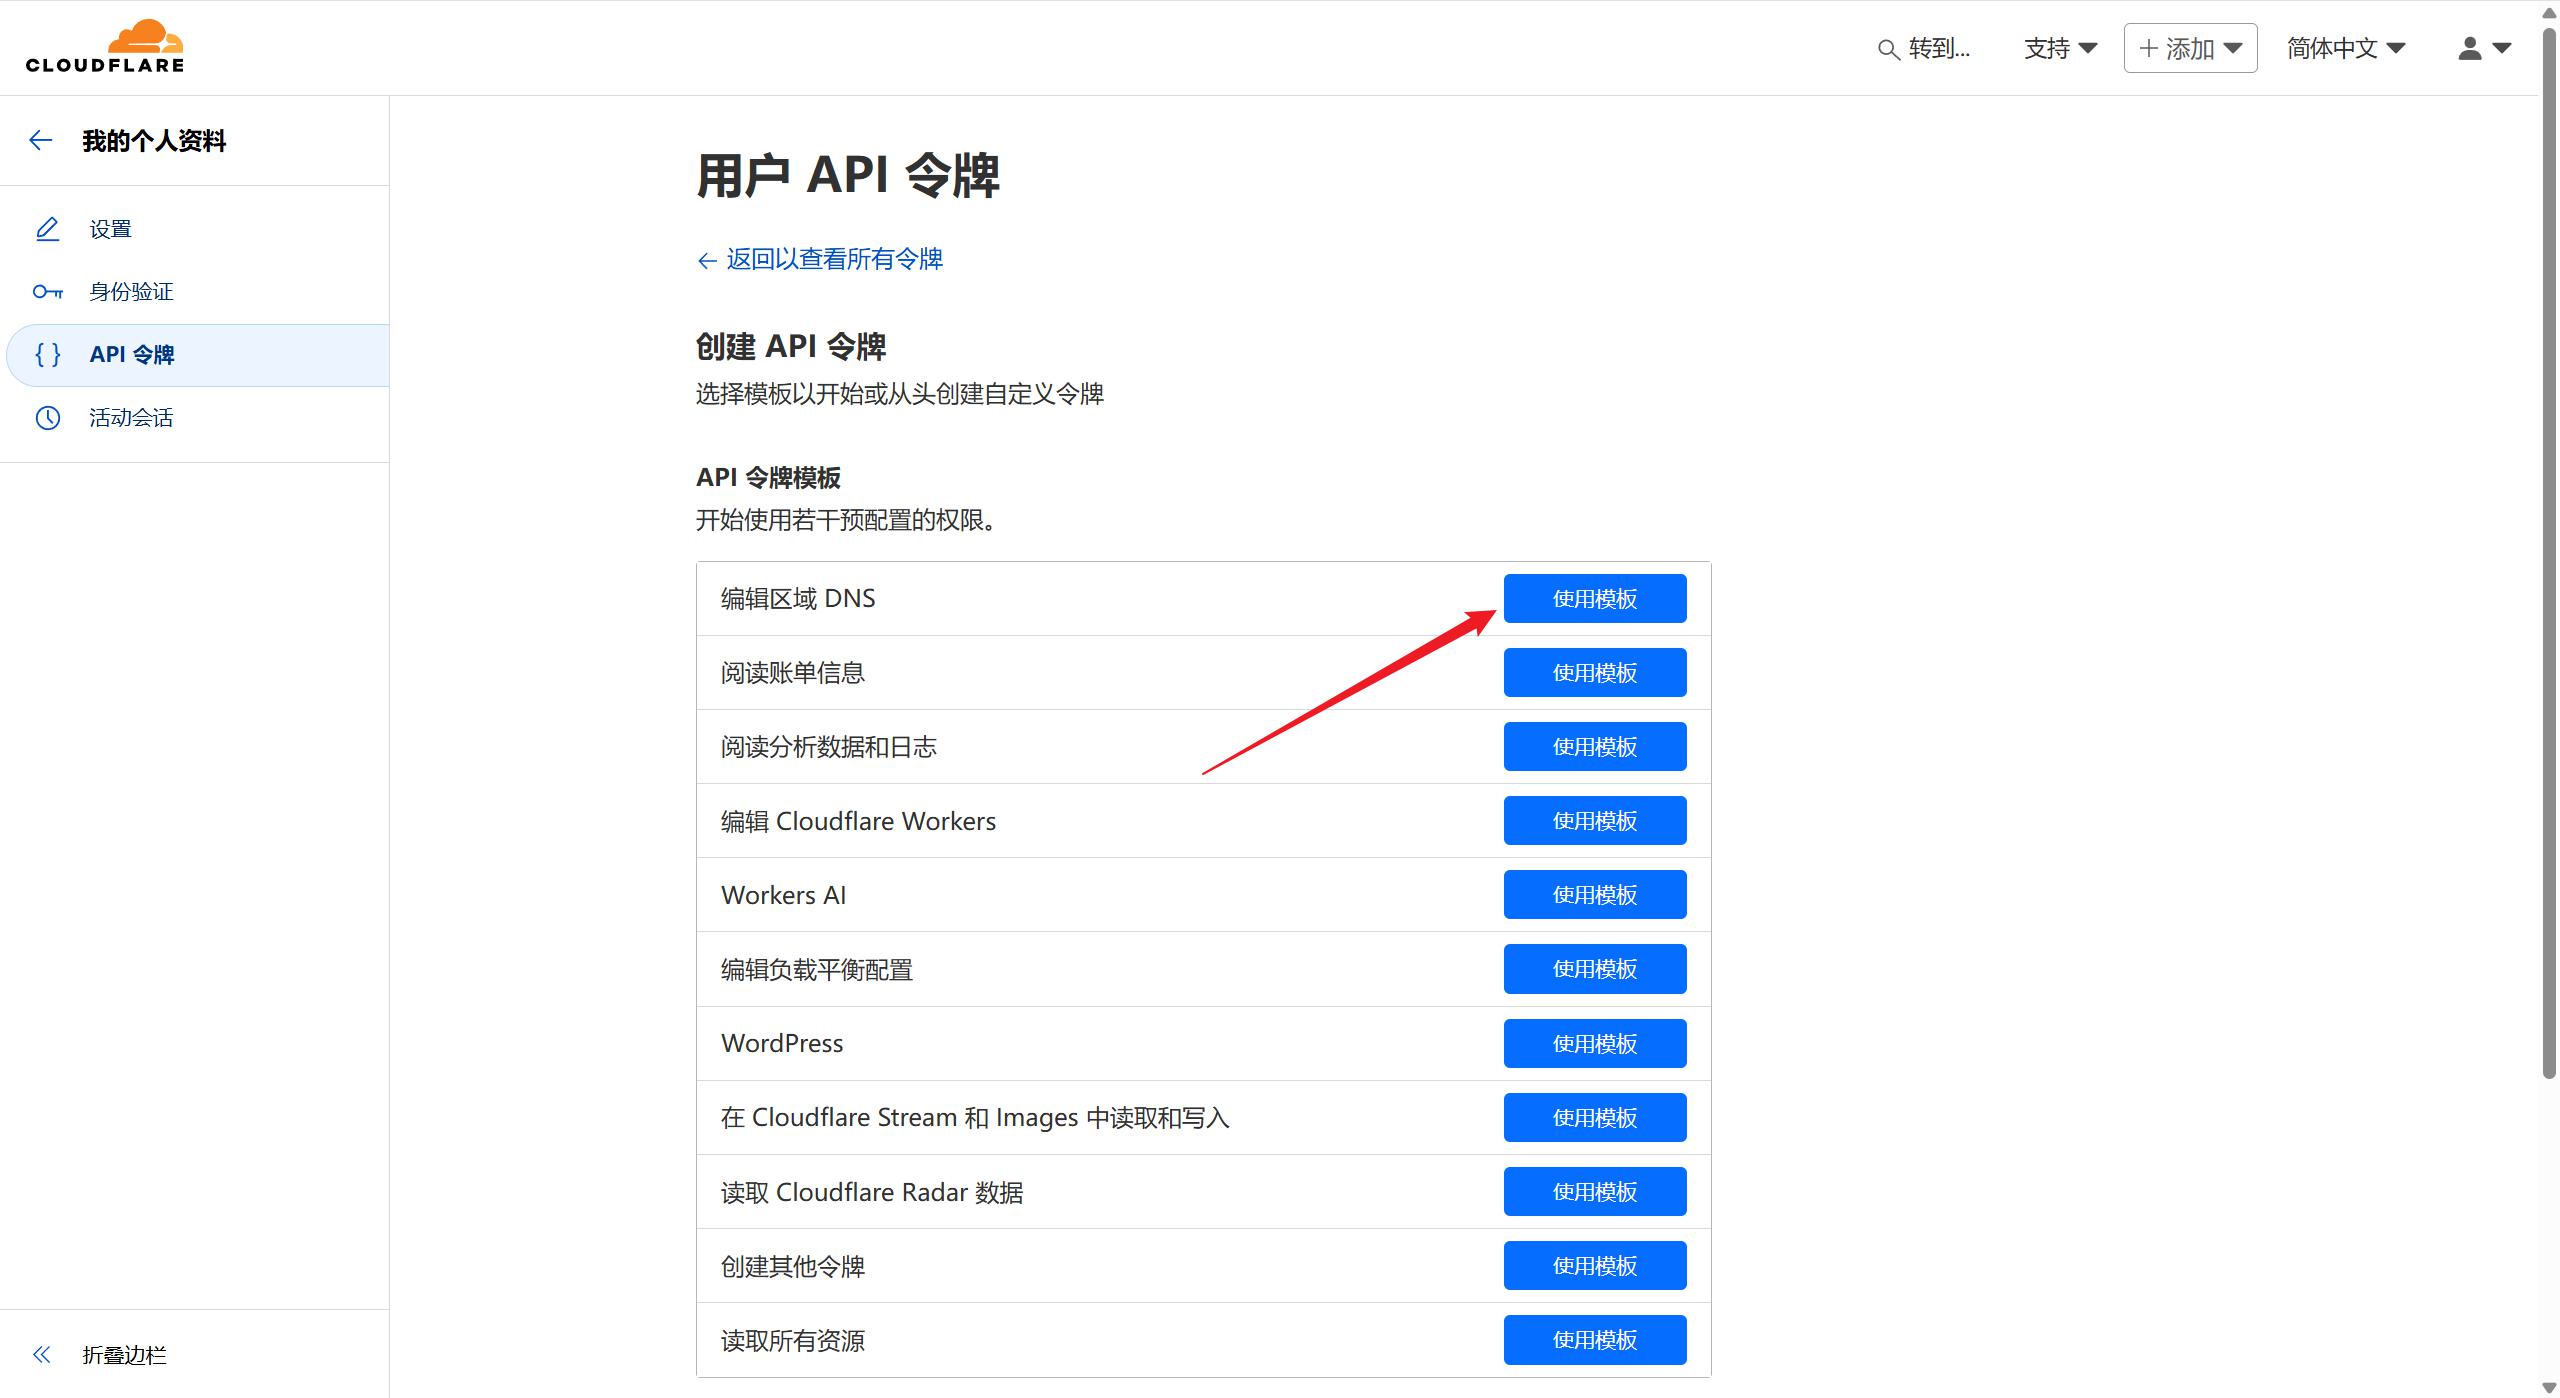 CLOUDFLARE
转到... 支持 添加 简体中文
我的个人资料
设置
身份验证
API 令牌
活动会话
折叠边栏
用户 API 令牌
返回以查看所有令牌
创建 API 令牌
选择模板以开始或从头创建自定义令牌
API 令牌模板
开始使用若干预配置的权限。
编辑区域 DNS 使用模板
阅读账单信息 使用模板
阅读分析数据和日志 使用模板
编辑 Cloudflare Workers 使用模板
Workers AI 使用模板
编辑负载平衡配置 使用模板
WordPress 使用模板
在 Cloudflare Stream 和 Images 中读取和写入 使用模板
读取 Cloudflare Radar 数据 使用模板
创建其他令牌 使用模板
读取所有资源 使用模板